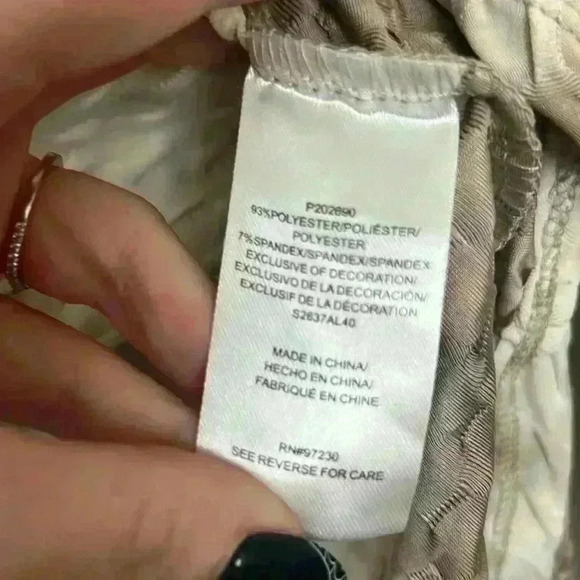 P202690
93%POLYESTER/POLIÉSTER/
POLYESTER
7%SPANDEX/SPANDEX/SPANDEX
EXCLUSIVE OF DECORATION/
EXCLUSIVO DE LA DECORACIÓN/
EXCLUSIF DE LA DÉCORATION
S2637AL40
MADE IN CHINA/
HECHO EN CHINA/
FABRIQUÉ EN CHINE
RN#97230
SEE REVERSE FOR CARE